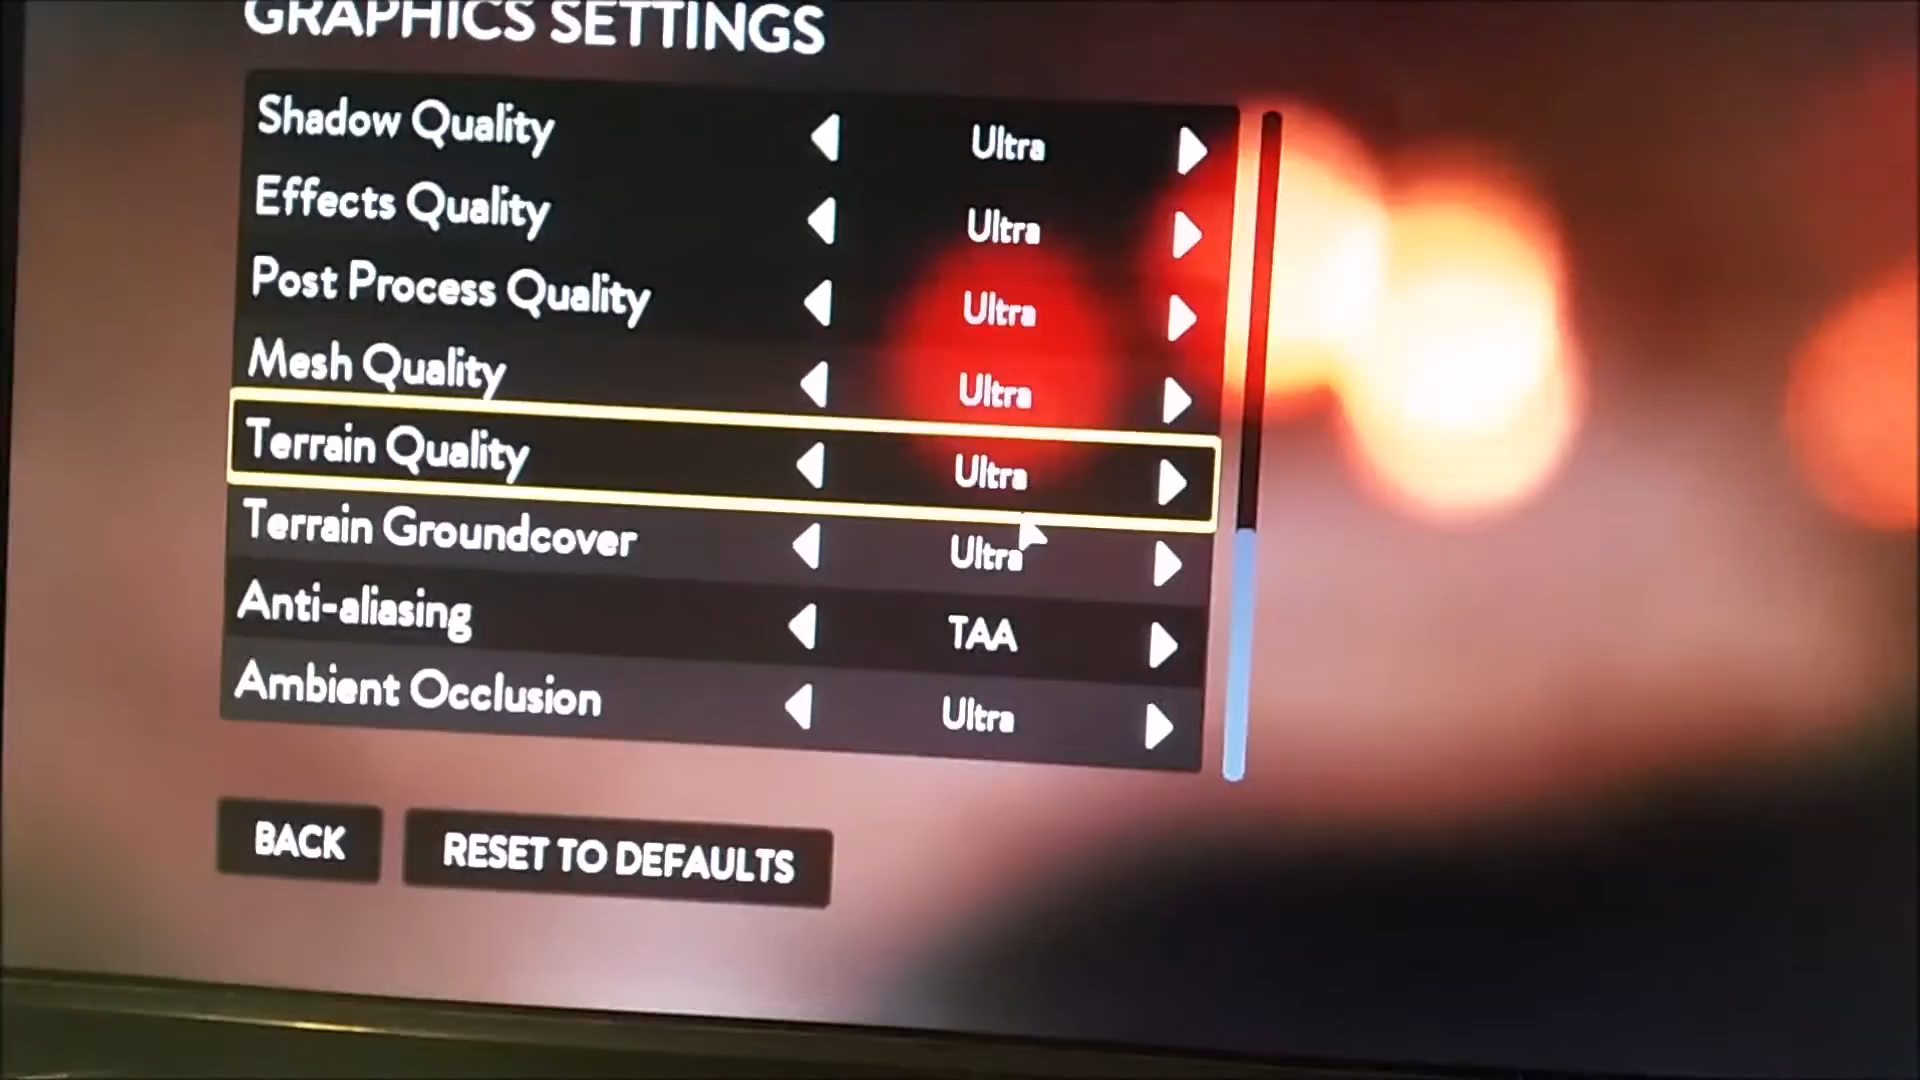 GRAPHICS SETTINGS
Shadow Quality Ultra
Effects Quality Ultra
Post Process Quality Ultra
Mesh Quality Ultra
Terrain Quality Ultra
Terrain Groundcover Ultra
Anti-aliasing TAA
Ambient Occlusion Ultra
BACK RESET TO DEFAULTS